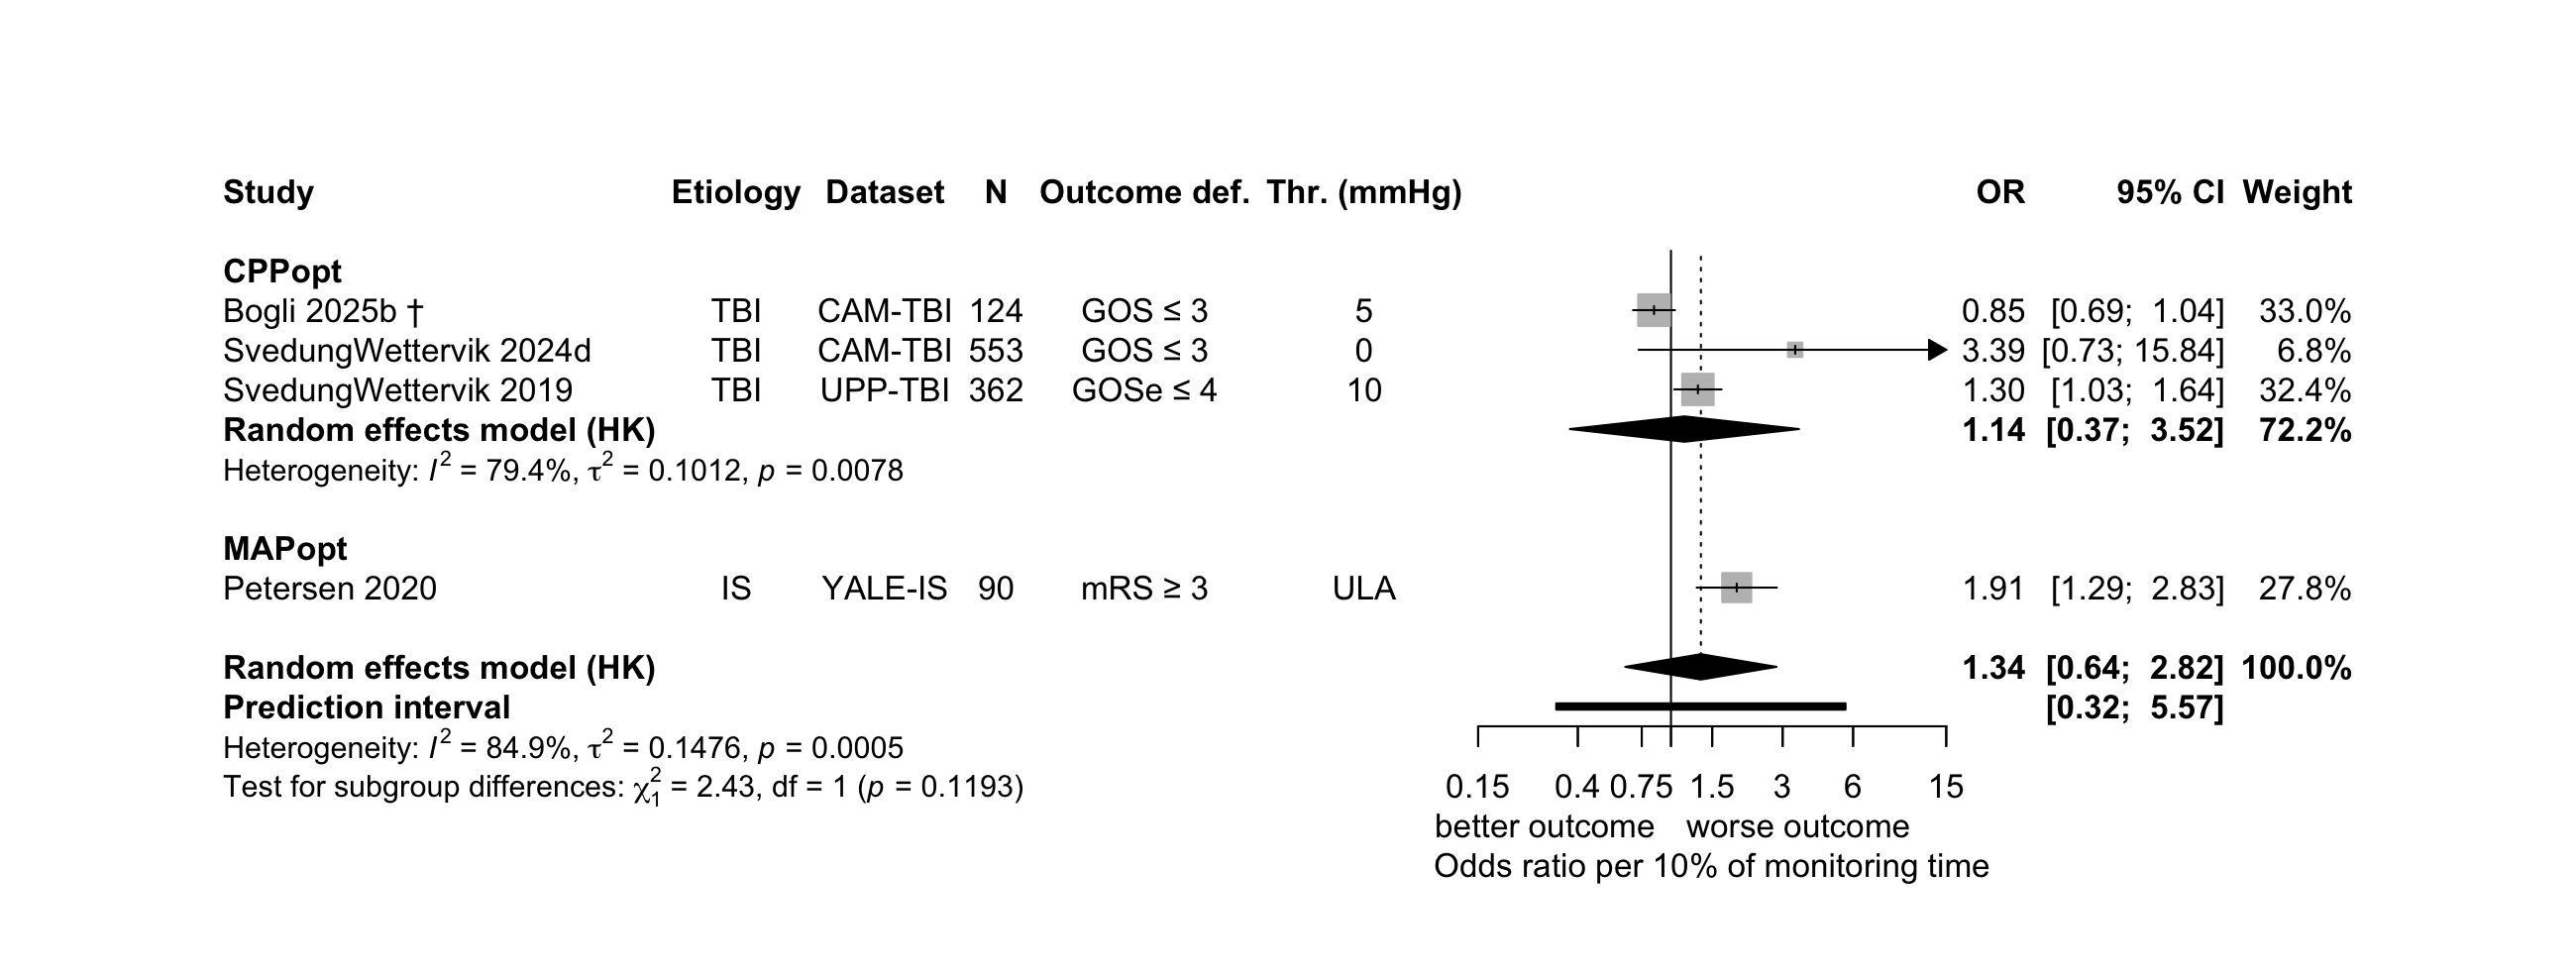 Study Etiology Dataset N Outcome def. Thr. (mmHg) OR 95% CI Weight
CPPopt
Bogli 2025b † TBI CAM-TBI 124 GOS ≤ 3 5 0.85 [0.69; 1.04] 33.0%
SvedungWettervik 2024d TBI CAM-TBI 553 GOS ≤ 3 0 3.39 [0.73; 15.84] 6.8%
SvedungWettervik 2019 TBI UPP-TBI 362 GOSe ≤ 4 10 1.30 [1.03; 1.64] 32.4%
Random effects model (HK) 1.14 [0.37; 3.52] 72.2%
Heterogeneity: I² = 79.4%, τ² = 0.1012, p = 0.0078
MAPopt
Petersen 2020 IS YALE-IS 90 mRS ≥ 3 ULA 1.91 [1.29; 2.83] 27.8%
Random effects model (HK) 1.34 [0.64; 2.82] 100.0%
Prediction interval [0.32; 5.57]
Heterogeneity: I² = 84.9%, τ² = 0.1476, p = 0.0005
Test for subgroup differences: χ²₁ = 2.43, df = 1 (p = 0.1193)
0.15 0.4 0.75 1.5 3 6 15
better outcome worse outcome
Odds ratio per 10% of monitoring time